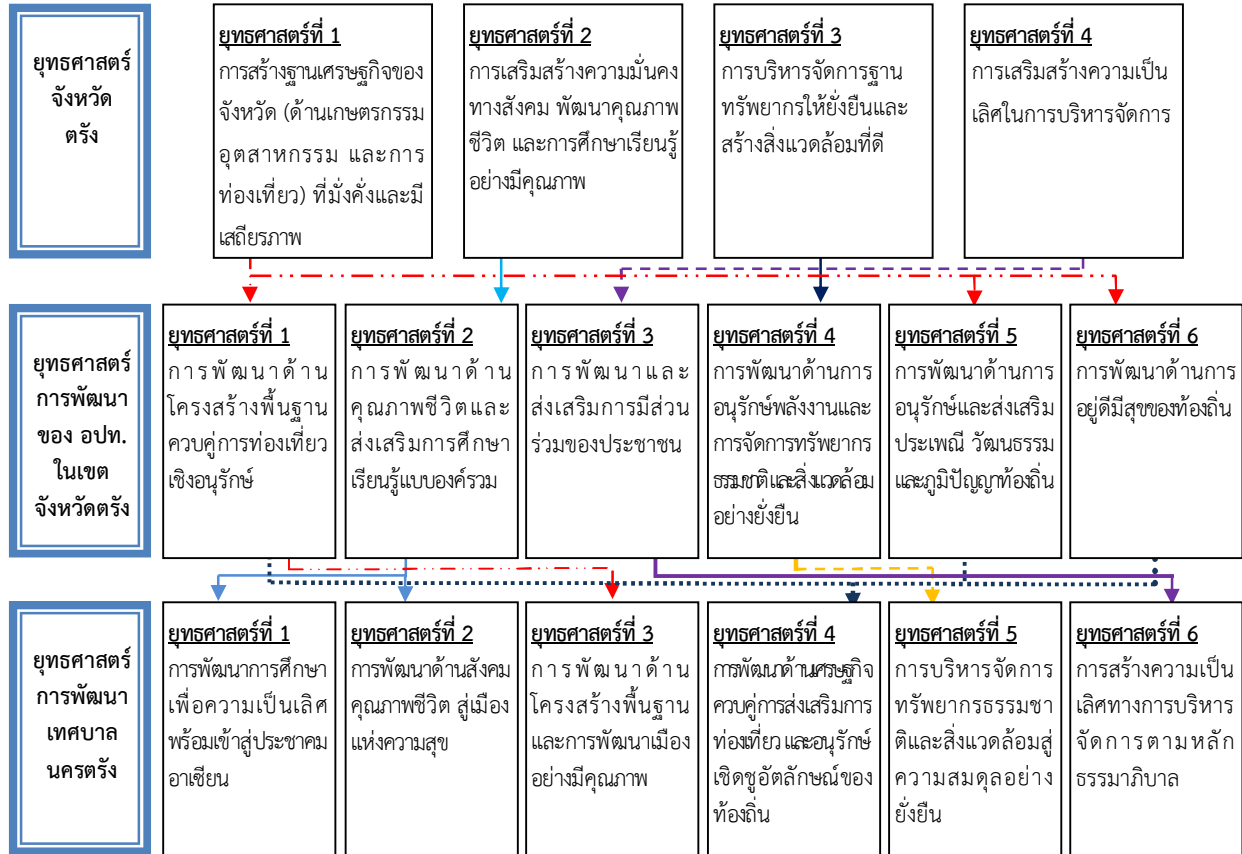 ยุทธศาสตร์
จังหวัด
ตรัง
ยุทธศาสตร์ที่ 1
การสร้างฐานเศรษฐกิจของ
จังหวัด (ด้านเกษตรกรรม
อุตสาหกรรม และการ
ท่องเที่ยว) ที่มั่งคั่งและมี
เสถียรภาพ
ยุทธศาสตร์ที่ 2
การเสริมสร้างความมั่นคง
ทางสังคม พัฒนาคุณภาพ
ชีวิต และการศึกษาเรียนรู้
อย่างมีคุณภาพ
ยุทธศาสตร์ที่ 3
การบริหารจัดการฐาน
ทรัพยากรให้ยั่งยืนและ
สร้างสิ่งแวดล้อมที่ดี
ยุทธศาสตร์ที่ 4
การเสริมสร้างความเป็น
เลิศในการบริหารจัดการ
ยุทธศาสตร์
การพัฒนา
ของ อปท.
ในเขต
จังหวัดตรัง
ยุทธศาสตร์ที่ 1
การพัฒนาด้าน
โครงสร้างพื้นฐาน
ควบคู่การท่องเที่ยว
เชิงอนุรักษ์
ยุทธศาสตร์ที่ 2
การพัฒนาด้าน
คุณภาพชีวิตและ
ส่งเสริมการศึกษา
เรียนรู้แบบองค์รวม
ยุทธศาสตร์ที่ 3
การพัฒนาและ
ส่งเสริมการมีส่วน
ร่วมของประชาชน
ยุทธศาสตร์ที่ 4
การพัฒนาด้านการ
อนุรักษ์พลังงานและ
การจัดการทรัพยากร
ธรรมชาติและสิ่งแวดล้อม
อย่างยั่งยืน
ยุทธศาสตร์ที่ 5
การพัฒนาด้านการ
อนุรักษ์และส่งเสริม
ประเพณี วัฒนธรรม
และภูมิปัญญาท้องถิ่น
ยุทธศาสตร์ที่ 6
การพัฒนาด้านการ
อยู่ดีมีสุขของท้องถิ่น
ยุทธศาสตร์
การพัฒนา
เทศบาล
นครตรัง
ยุทธศาสตร์ที่ 1
การพัฒนาการศึกษา
เพื่อความเป็นเลิศ
พร้อมเข้าสู่ประชาคม
อาเซียน
ยุทธศาสตร์ที่ 2
การพัฒนาด้านสังคม
คุณภาพชีวิต สู่เมือง
แห่งความสุข
ยุทธศาสตร์ที่ 3
การพัฒนาด้าน
โครงสร้างพื้นฐาน
และการพัฒนาเมือง
อย่างมีคุณภาพ
ยุทธศาสตร์ที่ 4
การพัฒนาด้านเศรษฐกิจ
ควบคู่การส่งเสริมการ
ท่องเที่ยว และอนุรักษ์
เชิดชูอัตลักษณ์ของ
ท้องถิ่น
ยุทธศาสตร์ที่ 5
การบริหารจัดการ
ทรัพยากรธรรมชา
ติและสิ่งแวดล้อมสู่
ความสมดุลอย่าง
ยั่งยืน
ยุทธศาสตร์ที่ 6
การสร้างความเป็น
เลิศทางการบริหาร
จัดการตามหลัก
ธรรมาภิบาล